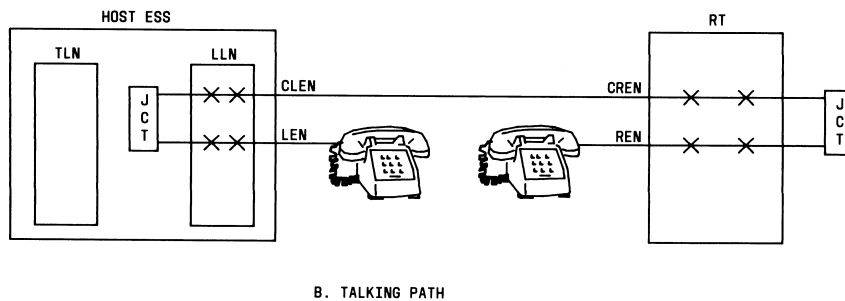 HOST ESS
RT
TLN
LLN
J
C
T
CLEN
CREN
J
C
T
LEN
REN
B. TALKING PATH